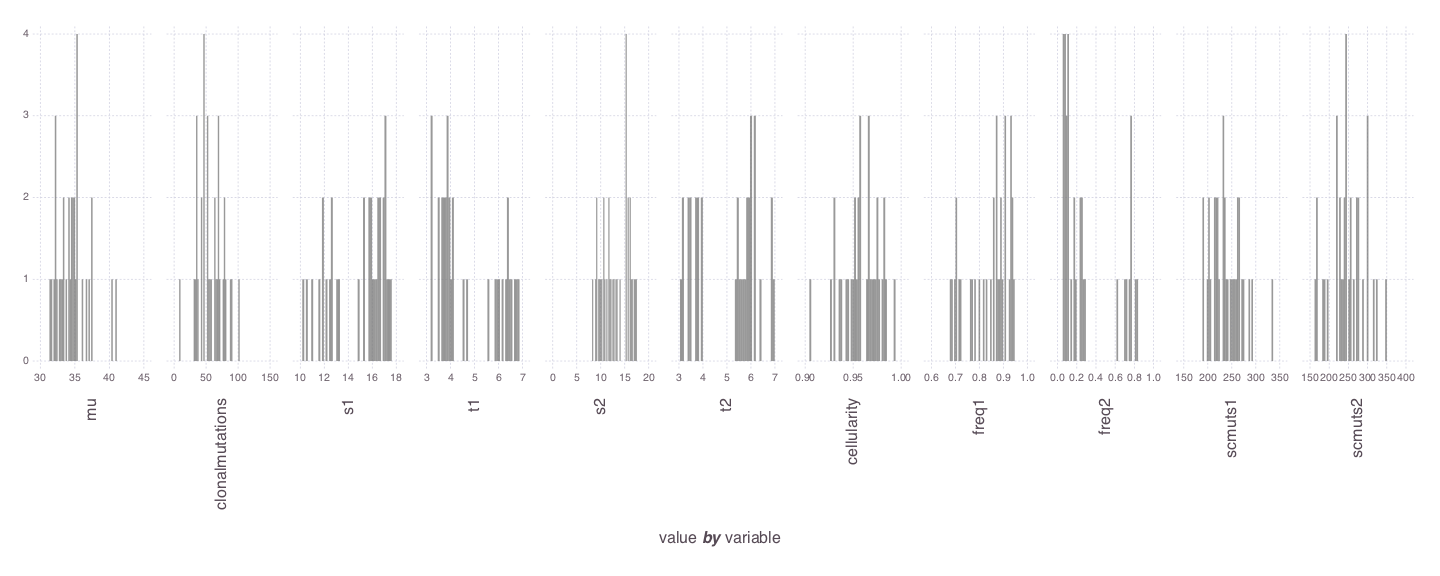 4
3
2
1
0
30 35 40 45
0 50 100 150
10 12 14 16 18
3 4 5 6 7
0 5 10 15 20
3 4 5 6 7
0.90 0.95 1.00
0.6 0.7 0.8 0.9 1.0
0.0 0.2 0.4 0.6 0.8 1.0
150 200 250 300 350
150 200 250 300 350 400
mu
clonalmutations
s1
t1
s2
t2
cellularity
freq1
freq2
scmuts1
scmuts2
value by variable